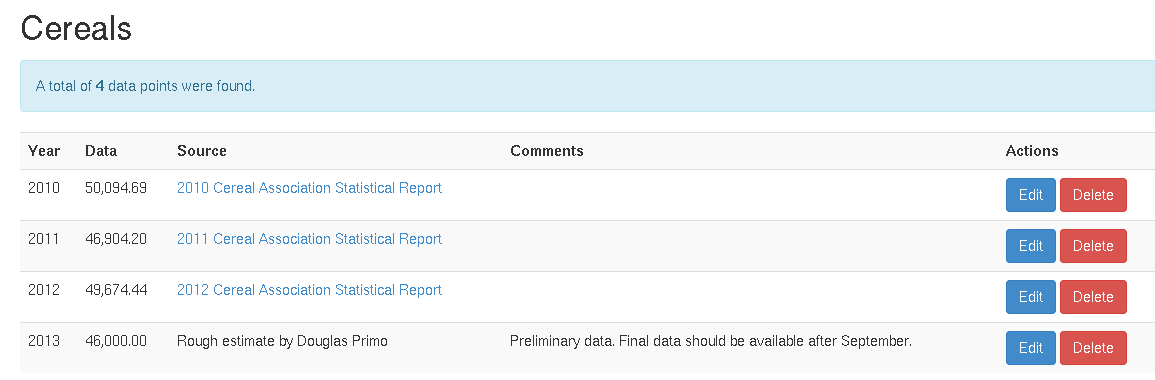 Cereals
A total of 4 data points were found.
Year Data Source Comments Actions
2010 50,094.69 2010 Cereal Association Statistical Report Edit Delete
2011 46,904.20 2011 Cereal Association Statistical Report Edit Delete
2012 49,674.44 2012 Cereal Association Statistical Report Edit Delete
2013 46,000.00 Rough estimate by Douglas Primo Preliminary data. Final data should be available after September. Edit Delete